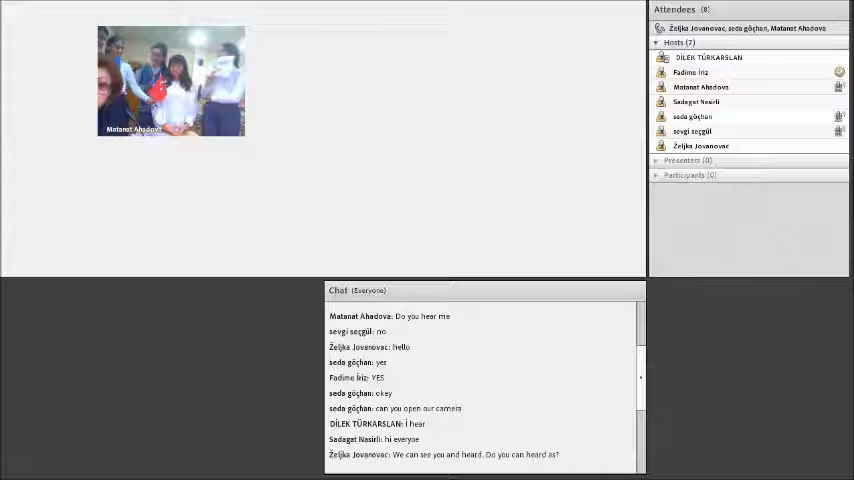 Attendees (8)
Željka Jovanovac, seda göçhan, Matanat Ahadova
Hosts (7)
DİLEK TÜRKARSLAN
Fadime İriz
Matanat Ahadova
Sadagat Nasirli
seda göçhan
sevgi seçgül
Željka Jovanovac
Presenters (0)
Participants (0)
Matanat Ahadova
Chat (Everyone)
Matanat Ahadova: Do you hear me
sevgi seçgül: no
Željka Jovanovac: hello
seda göçhan: yes
Fadime İriz: YES
seda göçhan: okey
seda göçhan: can you open our camera
DİLEK TÜRKARSLAN: İ hear
Sadagat Nasirli: hi everyoe
Željka Jovanovac: We can see you and heard. Do you can heard as?